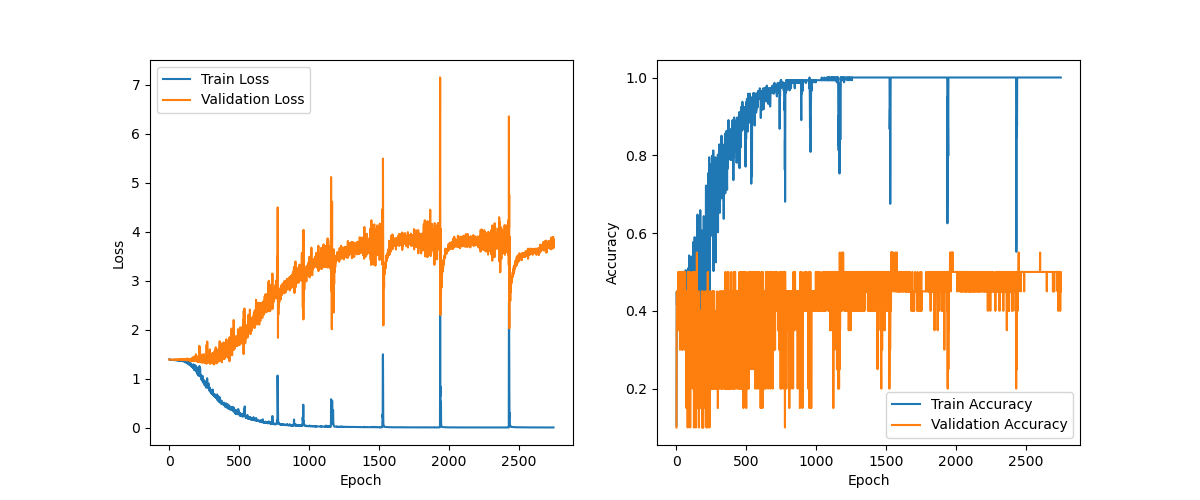 Train Loss
Validation Loss
7
6
5
4
3
2
1
0
Loss
0 500 1000 1500 2000 2500
Epoch
1.0
0.8
0.6
0.4
0.2
Accuracy
Train Accuracy
Validation Accuracy
0 500 1000 1500 2000 2500
Epoch